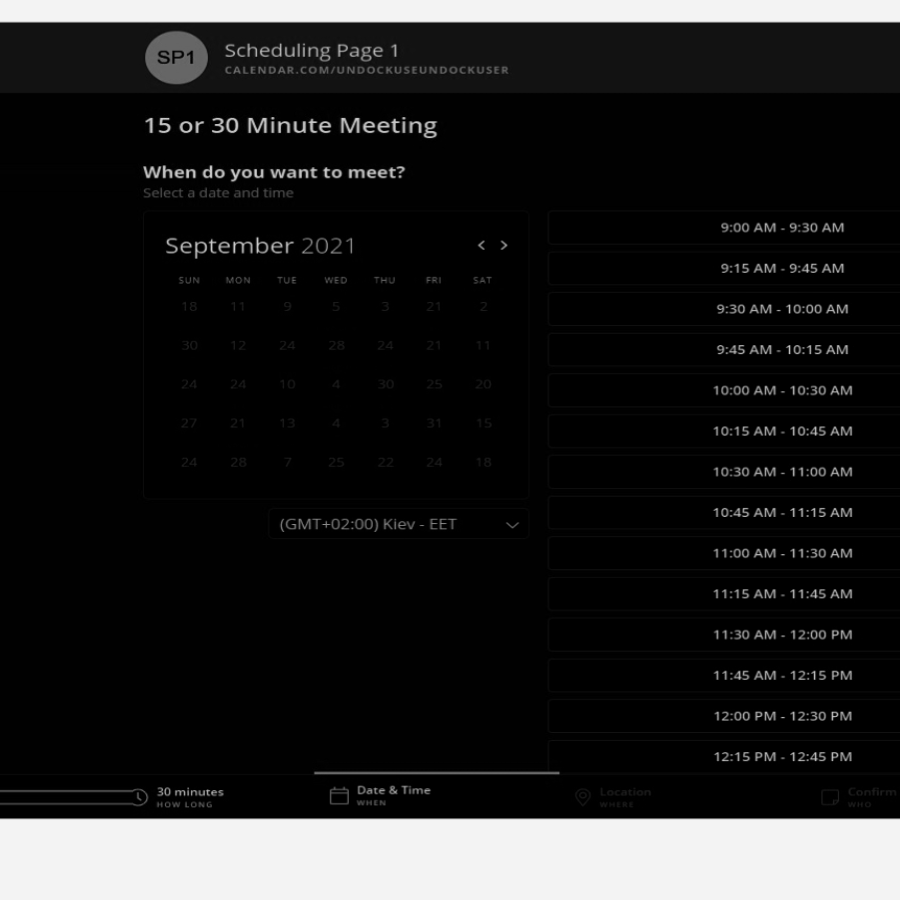 SP1
Scheduling Page 1
CALENDAR.COM/UNDOCKUSEUNDOCKUSER
15 or 30 Minute Meeting
When do you want to meet?
Select a date and time
September 2021
< >
SUN MON TUE WED THU FRI SAT
18 11 9 5 3 21 2
30 12 24 28 24 21 11
24 24 10 4 30 25 20
27 21 13 4 3 31 15
24 28 7 25 22 24 18
(GMT+02:00) Kiev - EET
9:00 AM - 9:30 AM
9:15 AM - 9:45 AM
9:30 AM - 10:00 AM
9:45 AM - 10:15 AM
10:00 AM - 10:30 AM
10:15 AM - 10:45 AM
10:30 AM - 11:00 AM
10:45 AM - 11:15 AM
11:00 AM - 11:30 AM
11:15 AM - 11:45 AM
11:30 AM - 12:00 PM
11:45 AM - 12:15 PM
12:00 PM - 12:30 PM
12:15 PM - 12:45 PM
30 minutes
HOW LONG
Date & Time
WHEN
Location
WHERE
Confirm
WHO